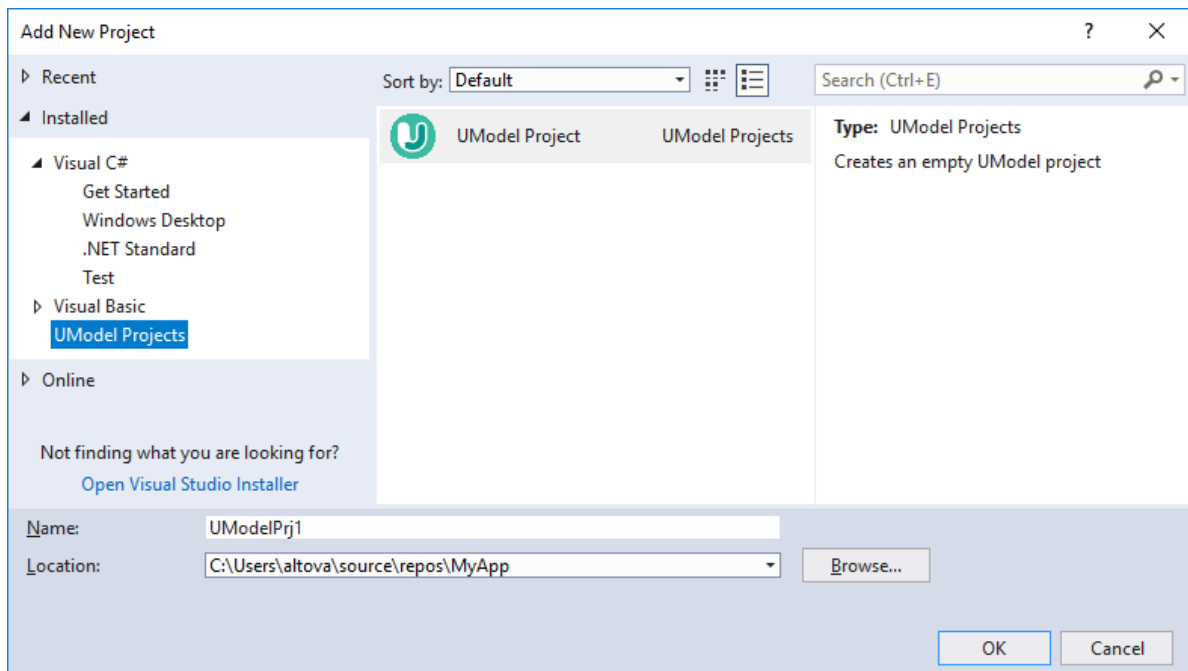 Add New Project
?
Recent
Installed
Visual C#
Get Started
Windows Desktop
.NET Standard
Test
Visual Basic
UModel Projects
Online
Not finding what you are looking for?
Open Visual Studio Installer
Sort by: Default
UModel Project UModel Projects
Search (Ctrl+E)
Type: UModel Projects
Creates an empty UModel project
Name: UModelPrj1
Location: C:\Users\altova\source\repos\MyApp Browse...
OK Cancel